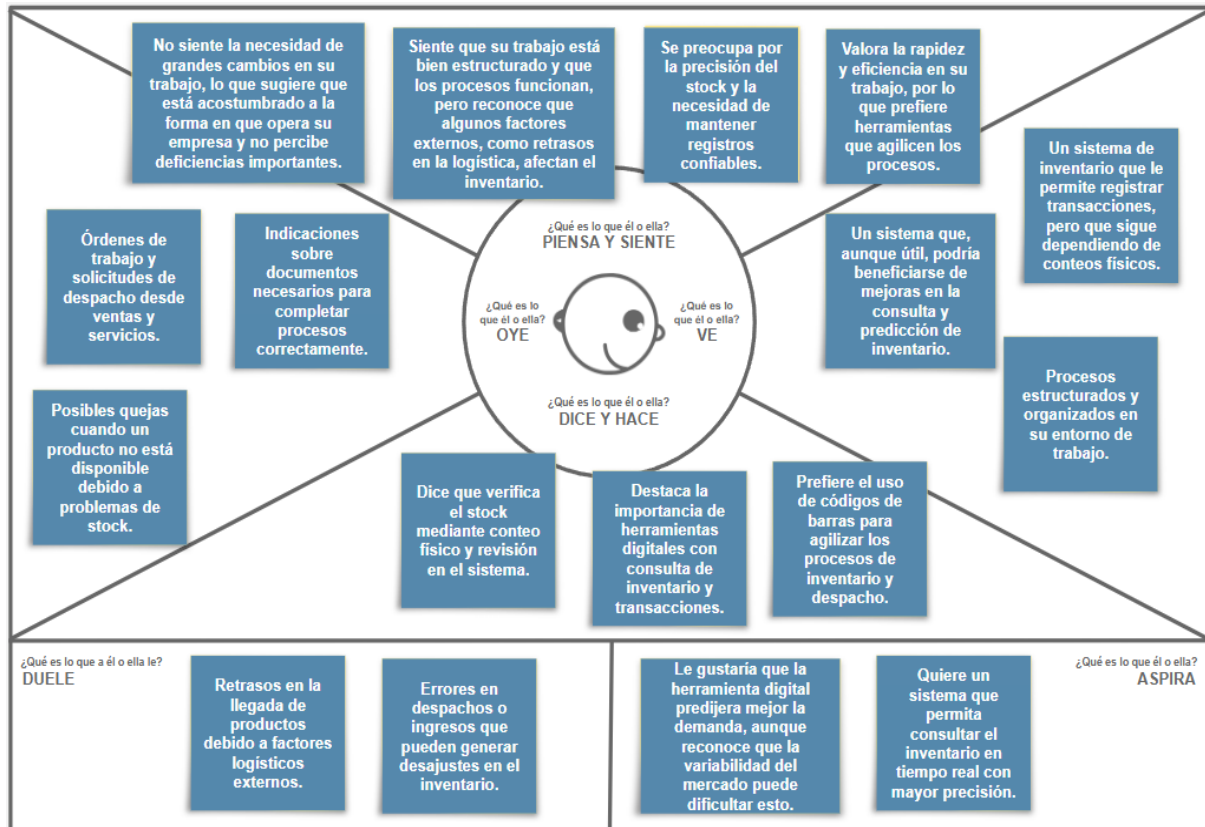 No siente la necesidad de
grandes cambios en su
trabajo, lo que sugiere que
está acostumbrado a la
forma en que opera su
empresa y no percibe
deficiencias importantes.
Siente que su trabajo está
bien estructurado y que
los procesos funcionan,
pero reconoce que
algunos factores
externos, como retrasos
en la logística, afectan el
inventario.
Se preocupa por
la precisión del
stock y la
necesidad de
mantener
registros
confiables.
Valora la rapidez
y eficiencia en su
trabajo, por lo
que prefiere
herramientas
que agilicen los
procesos.
Un sistema de
inventario que le
permite registrar
transacciones,
pero que sigue
dependiendo de
conteos físicos.
Órdenes de
trabajo y
solicitudes de
despacho desde
ventas y
servicios.
Indicaciones
sobre
documentos
necesarios para
completar
procesos
correctamente.
¿Qué es lo que él o ella?
PIENSA Y SIENTE
¿Qué es lo
que él o ella?
OYE
¿Qué es lo
que él o ella?
VE
¿Qué es lo que él o ella?
DICE Y HACE
Un sistema que,
aunque útil, podría
beneficiarse de
mejoras en la
consulta y
predicción de
inventario.
Procesos
estructurados y
organizados en
su entorno de
trabajo.
Posibles quejas
cuando un
producto no está
disponible
debido a
problemas de
stock.
Dice que verifica
el stock
mediante conteo
físico y revisión
en el sistema.
Destaca la
importancia de
herramientas
digitales con
consulta de
inventario y
transacciones.
Prefiere el uso
de códigos de
barras para
agilizar los
procesos de
inventario y
despacho.
¿Qué es lo que a él o ella le?
DUELE
Retrasos en la
llegada de
productos
debido a factores
logísticos
externos.
Errores en
despachos o
ingresos que
pueden generar
desajustes en el
inventario.
Le gustaría que la
herramienta digital
predijera mejor la
demanda, aunque
reconoce que la
variabilidad del
mercado puede
dificultar esto.
Quiere un
sistema que
permita
consultar el
inventario en
tiempo real con
mayor precisión.
¿Qué es lo que él o ella?
ASPIRA